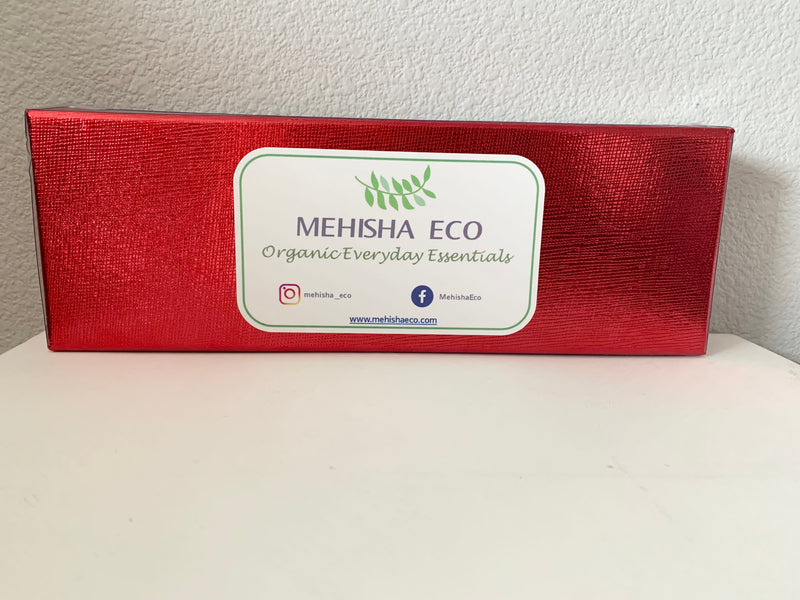 MEHISHA ECO
Organic Everyday Essentials
mehisha_eco MehishaEco
www.mehishaeco.com